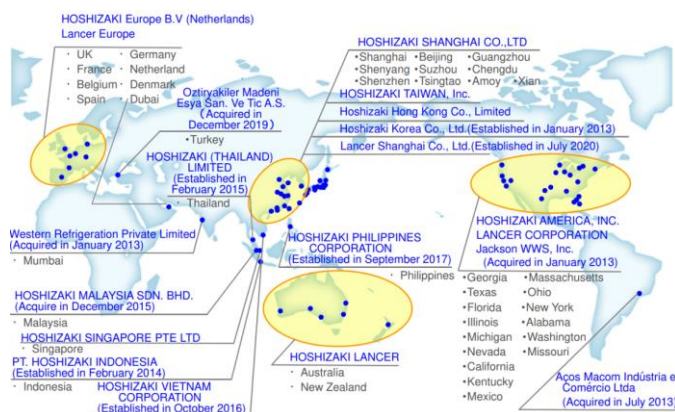 HOSHIZAKI Europe B.V (Netherlands)
Lancer Europe
・ UK ・ Germany
・ France ・ Netherland
・ Belgium ・ Denmark
・ Spain ・ Dubai
Oztiryakiler Madeni
Esya San. Ve Tic A.S.
(Acquired in
December 2019)
・Turkey
HOSHIZAKI (THAILAND)
LIMITED
(Established in
February 2015)
・ Thailand
HOSHIZAKI SHANGHAI CO.,LTD
・Shanghai ・Beijing ・Guangzhou
・Shenyang ・Suzhou ・Chengdu
・Shenzhen ・Tsingtao ・Amoy ・Xian
HOSHIZAKI TAIWAN, Inc.
Hoshizaki Hong Kong Co., Limited
Hoshizaki Korea Co., Ltd.(Established in January 2013)
Lancer Shanghai Co., Ltd.(Established in July 2020)
Western Refrigeration Private Limited
(Acquired in January 2013)
・ Mumbai
HOSHIZAKI MALAYSIA SDN. BHD.
(Acquire in December 2015)
・ Malaysia
HOSHIZAKI SINGAPORE PTE LTD
・ Singapore
PT. HOSHIZAKI INDONESIA
(Established in February 2014)
・ Indonesia
HOSHIZAKI VIETNAM
CORPORATION
(Established in October 2016)
HOSHIZAKI PHILIPPINES
CORPORATION
(Established in September 2017)
・ Philippines
HOSHIZAKI LANCER
・ Australia
・ New Zealand
HOSHIZAKI AMERICA, INC.
LANCER CORPORATION
Jackson WWS, Inc.
(Acquired in January 2013)
・Georgia ・Massachusetts
・Texas ・Ohio
・Florida ・New York
・Illinois ・Alabama
・Michigan ・Washington
・Nevada ・Missouri
・California
・Kentucky
・Mexico
Aços Macom Indústria e
Comércio Ltda
(Acquired in July 2013)